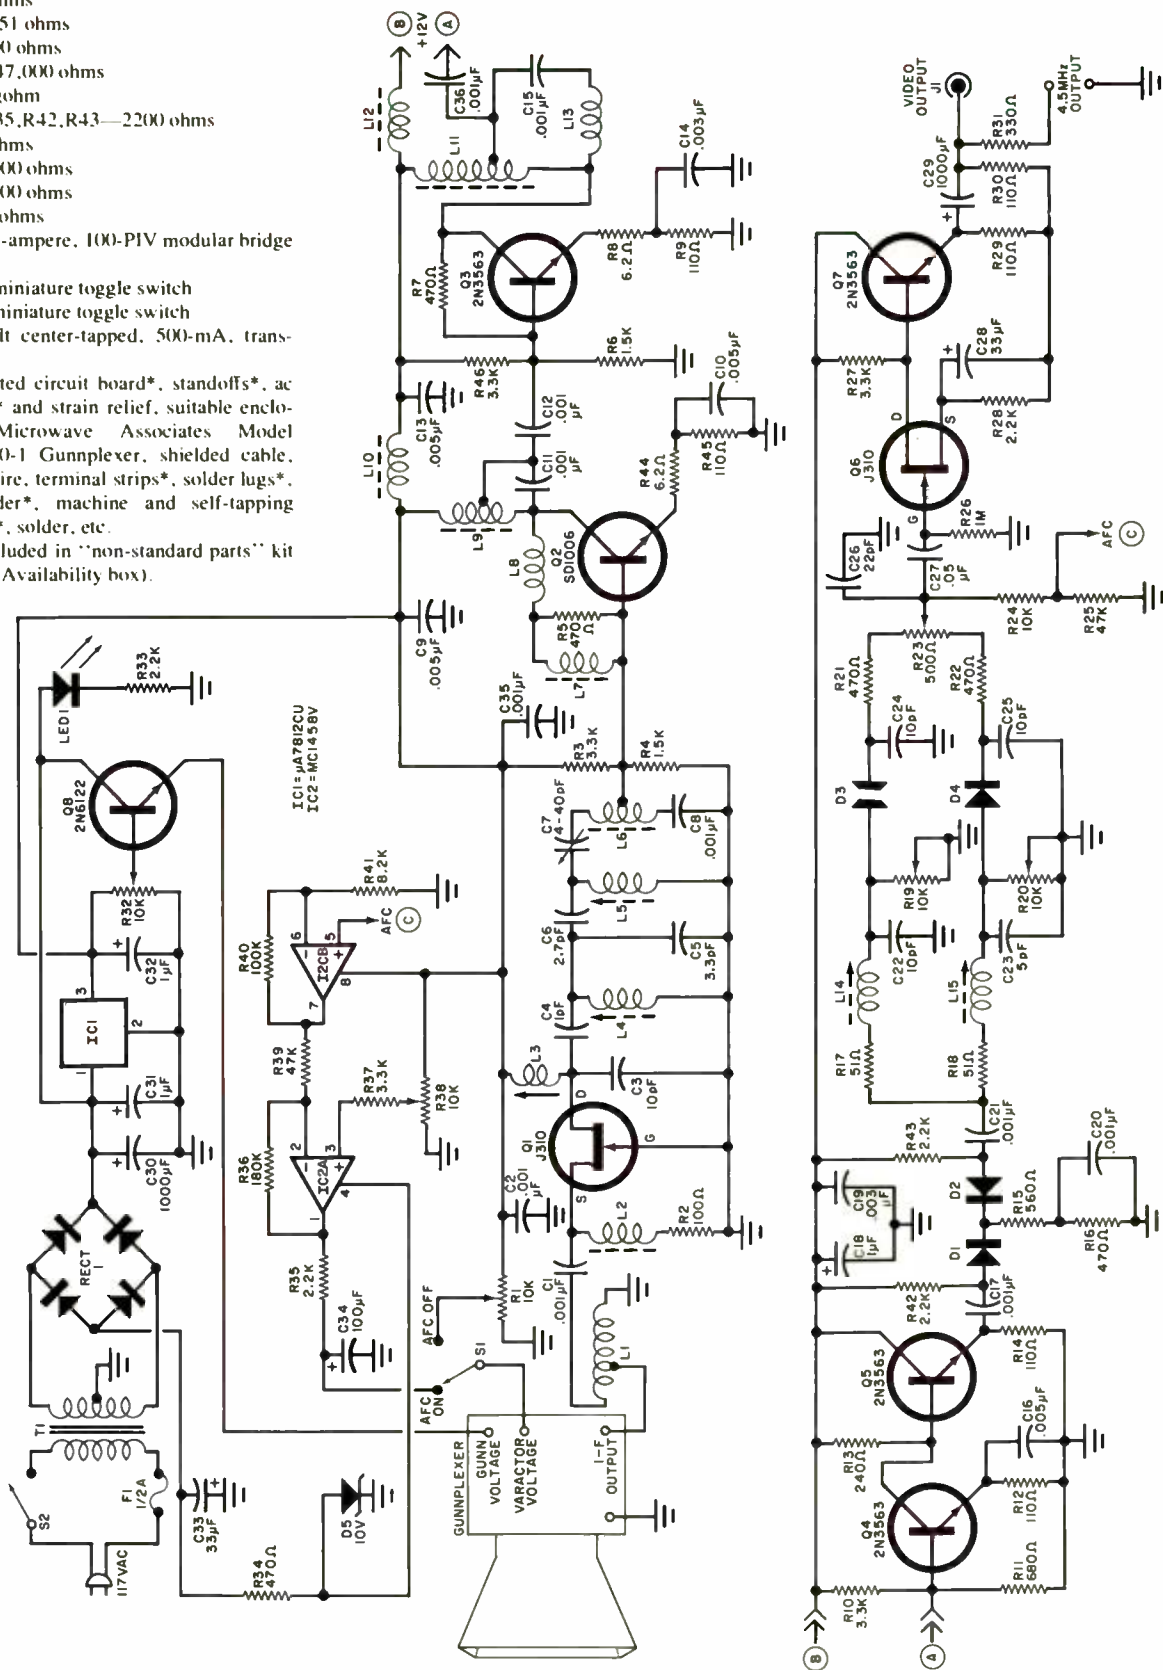 51 ohms
0 ohms
47,000 ohms
gohm
35,R42,R43—2200 ohms
ohms
00 ohms
00 ohms
ohms
-ampere, 100-PIV modular bridge
miniature toggle switch
miniature toggle switch
lt center-tapped, 500-mA, trans-
ted circuit board*, standoffs*, ac
* and strain relief, suitable enclo-
Microwave Associates Model
0-1 Gunnplexer, shielded cable,
ire, terminal strips*, solder lugs*,
der*, machine and self-tapping
*, solder, etc.
cluded in "non-standard parts" kit
Availability box).
117VAC
S2
F1
1/2A
T1
RECT
1
C30
1000µF
C31
1µF
IC1
1
2
3
C32
1µF
R32
10K
Q8
2N6122
LED1
R33
2.2K
C33
33µF
R34
470Ω
D5
10V
IC1=µA7812CU
IC2=MC1458V
AFC
ON
AFC OFF
S1
C34
100µF
R35
2.2K
R36
180K
IC2A
1
2
3
4
R39
47K
R37
3.3K
R38
10K
R40
100K
I2CB
7
6
5
8
R41
8.2K
AFC
C
GUNNPLEXER
GUNN
VOLTAGE
VARACTOR
VOLTAGE
I-F
OUTPUT
L1
R1
10K
C1
.001µF
C2
.001
µF
L2
R2
100Ω
Q1
J310
S
D
G
L3
C3
10pF
C4
1pF
L4
C5
3.3pF
C6
2.7pF
L5
C7
4-40pF
L6
C8
.001µF
R3
3.3K
R4
1.5K
C35
.001µF
C9
.005µF
L7
R5
470
Ω
L8
Q2
SD1006
L9
L10
C11
.001
µF
C12
.001
µF
C13
.005µF
R44
6.2Ω
R45
110Ω
C10
.005µF
R46
3.3K
R6
1.5K
R7
470Ω
Q3
2N3563
R8
6.2Ω
R9
110Ω
C14
.003µF
L11
L12
L13
C15
.001µF
C36
.001µF
B
+12V
A
B
A
R10
3.3K
R11
680Ω
Q4
2N3563
R12
110Ω
C16
.005µF
R13
240Ω
Q5
2N3563
R14
110Ω
C17
.001µF
R42
2.2K
C18
1µF
C19
.003
µF
D1
D2
R15
560Ω
R16
470Ω
C20
.001µF
R43
2.2K
C21
.001µF
R17
51Ω
R18
51Ω
L14
L15
C22
10pF
C23
5pF
R19
10K
R20
10K
D3
D4
C24
10pF
C25
10pF
R21
470Ω
R22
470Ω
R23
500Ω
R24
10K
R25
47K
AFC
C
C26
22pF
C27
.05
µF
R26
1M
Q6
J310
G
D
S
R27
3.3K
R28
2.2K
C28
33µF
Q7
2N3563
R29
110Ω
R30
110Ω
C29
1000µF
R31
330Ω
VIDEO
OUTPUT
J1
4.5MHz
OUTPUT